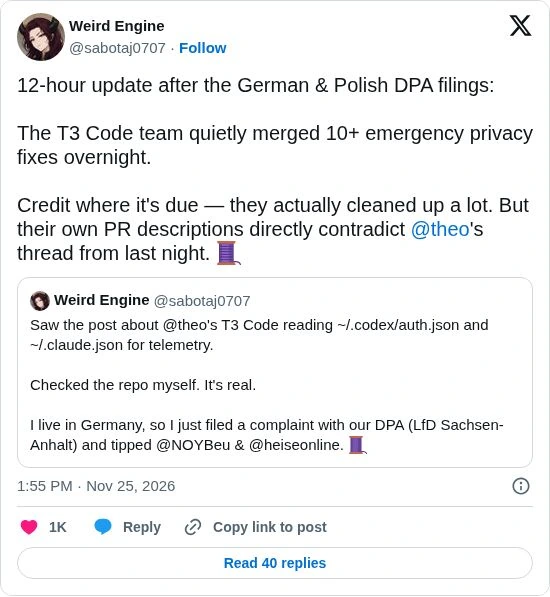 Weird Engine
@sabotaj0707 · Follow
12-hour update after the German & Polish DPA filings:
The T3 Code team quietly merged 10+ emergency privacy
fixes overnight.
Credit where it's due — they actually cleaned up a lot. But
their own PR descriptions directly contradict @theo's
thread from last night. 🧵
Weird Engine @sabotaj0707
Saw the post about @theo's T3 Code reading ~/.codex/auth.json and
~/.claude.json for telemetry.
Checked the repo myself. It's real.
I live in Germany, so I just filed a complaint with our DPA (LfD Sachsen-
Anhalt) and tipped @NOYBeu & @heiseonline. 🧵
1:55 PM · Nov 25, 2026
1K Reply Copy link to post
Read 40 replies